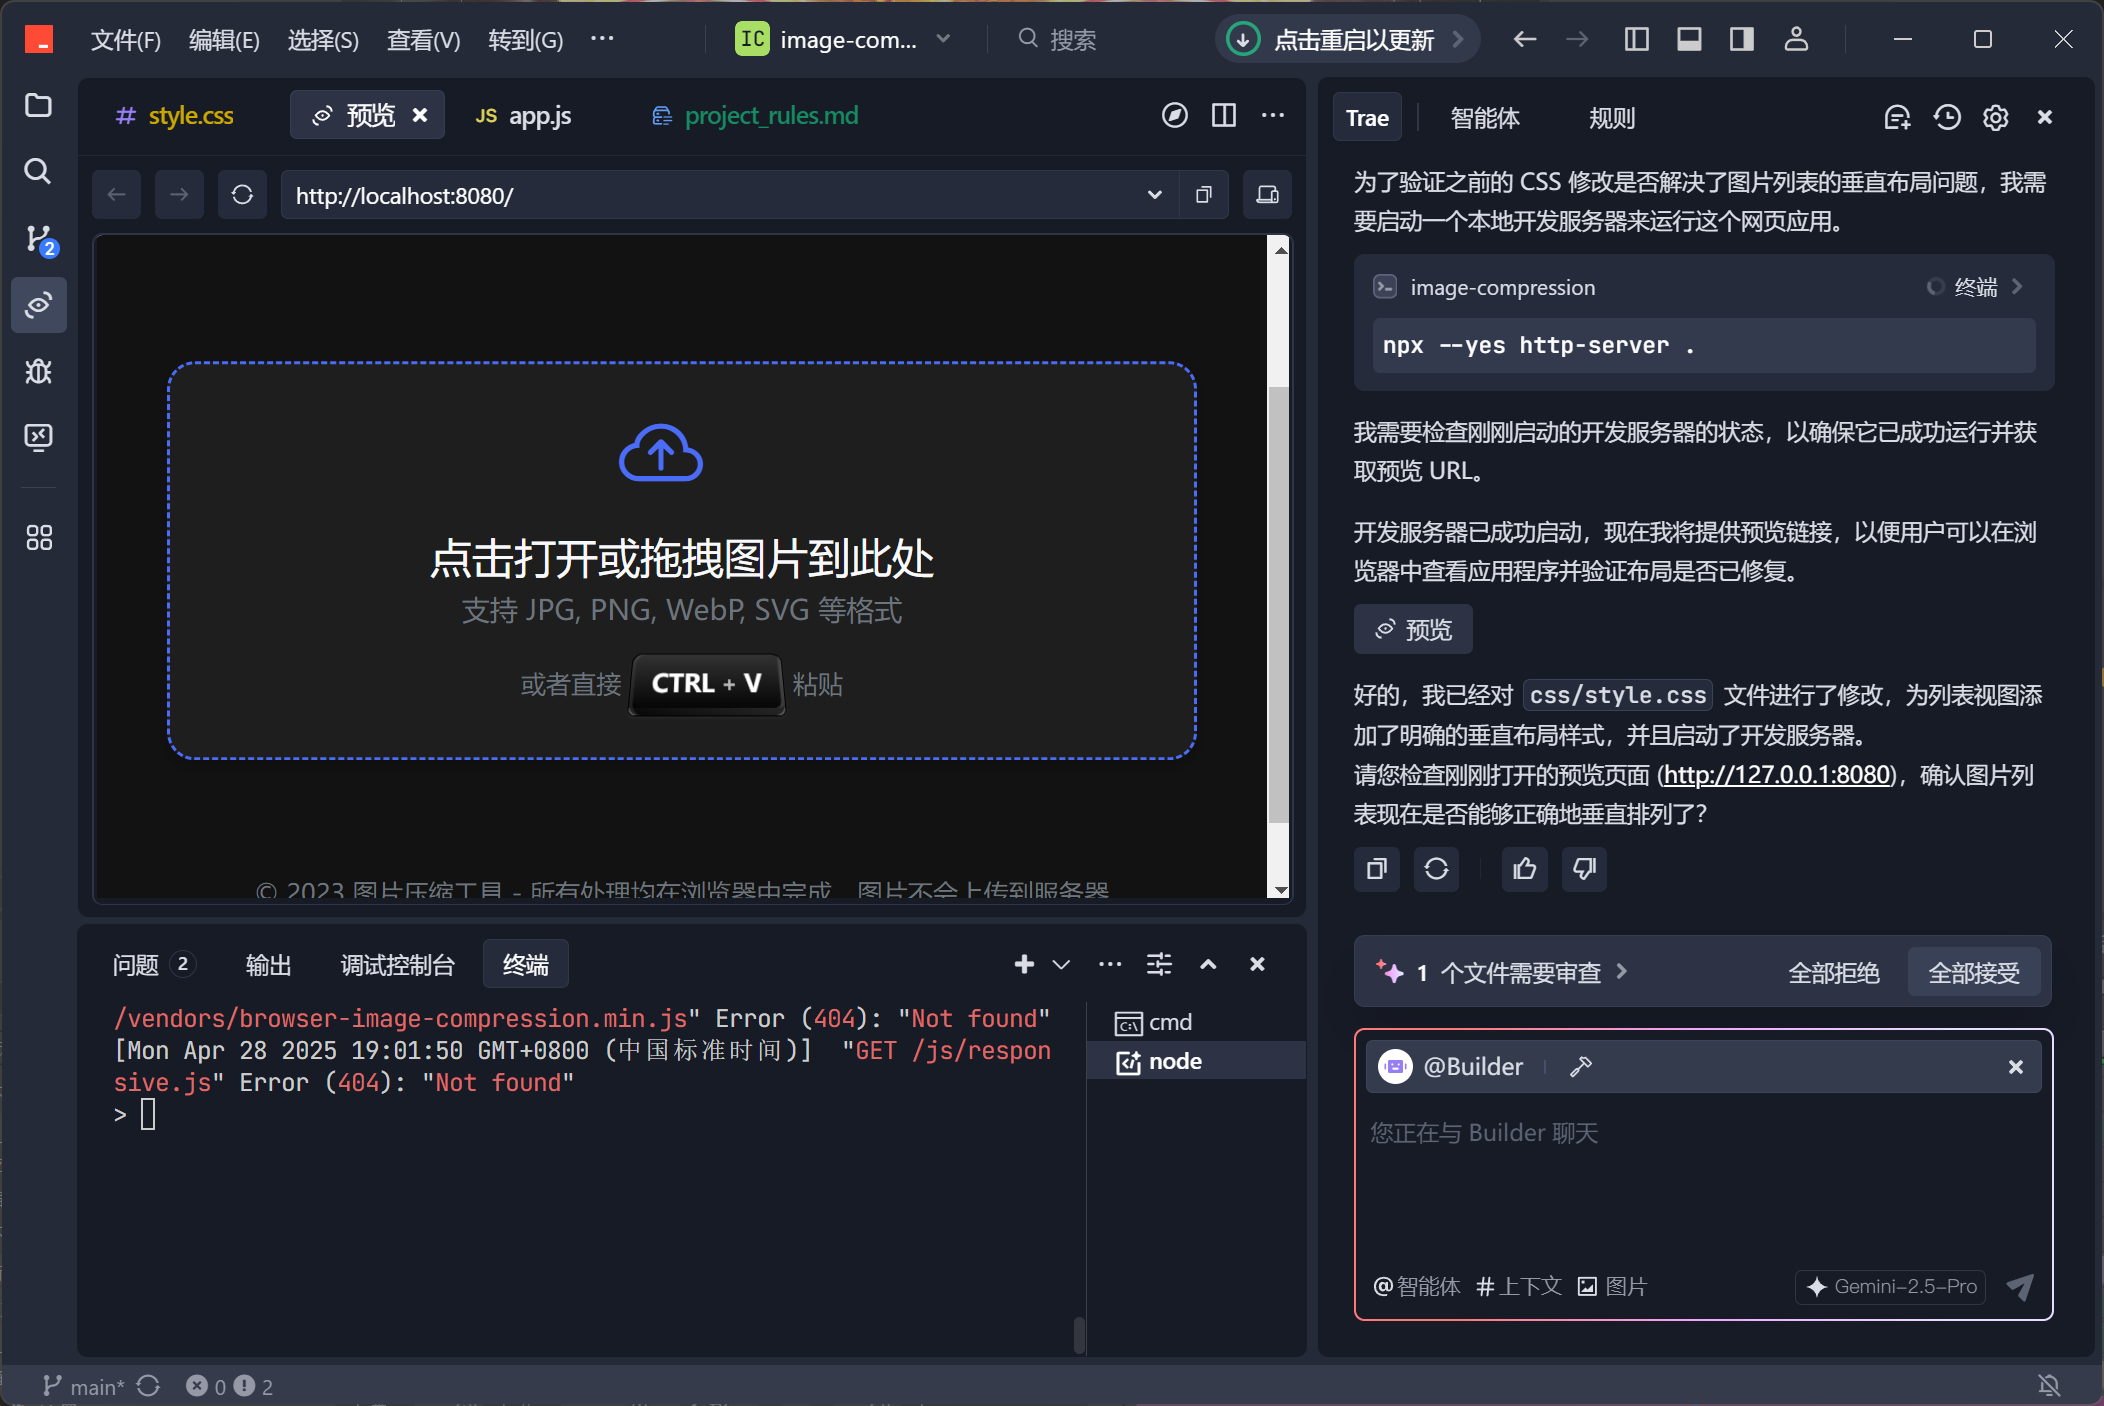 文件(F) 编辑(E) 选择(S) 查看(V) 转到(G) ···
IC image-com...
搜索
点击重启以更新
# style.css
预览
JS app.js
project_rules.md
http://localhost:8080/
点击打开或拖拽图片到此处
支持 JPG, PNG, WebP, SVG 等格式
或者直接 CTRL + V 粘贴
© 2023 图片压缩工具 - 所有处理均在浏览器中完成，图片不会上传到服务器
2
问题 2
输出
调试控制台
终端
/vendors/browser-image-compression.min.js" Error (404): "Not found"
[Mon Apr 28 2025 19:01:50 GMT+0800 (中国标准时间)]  "GET /js/respon
sive.js" Error (404): "Not found"
>
cmd
node
Trae
智能体
规则
为了验证之前的 CSS 修改是否解决了图片列表的垂直布局问题，我需
要启动一个本地开发服务器来运行这个网页应用。
image-compression
终端
npx --yes http-server .
我需要检查刚刚启动的开发服务器的状态，以确保它已成功运行并获
取预览 URL。
开发服务器已成功启动，现在我将提供预览链接，以便用户可以在浏
览器中查看应用程序并验证布局是否已修复。
预览
好的，我已经对 css/style.css 文件进行了修改，为列表视图添
加了明确的垂直布局样式，并且启动了开发服务器。
请您检查刚刚打开的预览页面 (http://127.0.0.1:8080)，确认图片列
表现在是否能够正确地垂直排列了？
1 个文件需要审查
全部拒绝
全部接受
@Builder
您正在与 Builder 聊天
@智能体 #上下文 图片
Gemini-2.5-Pro
main* 0 2